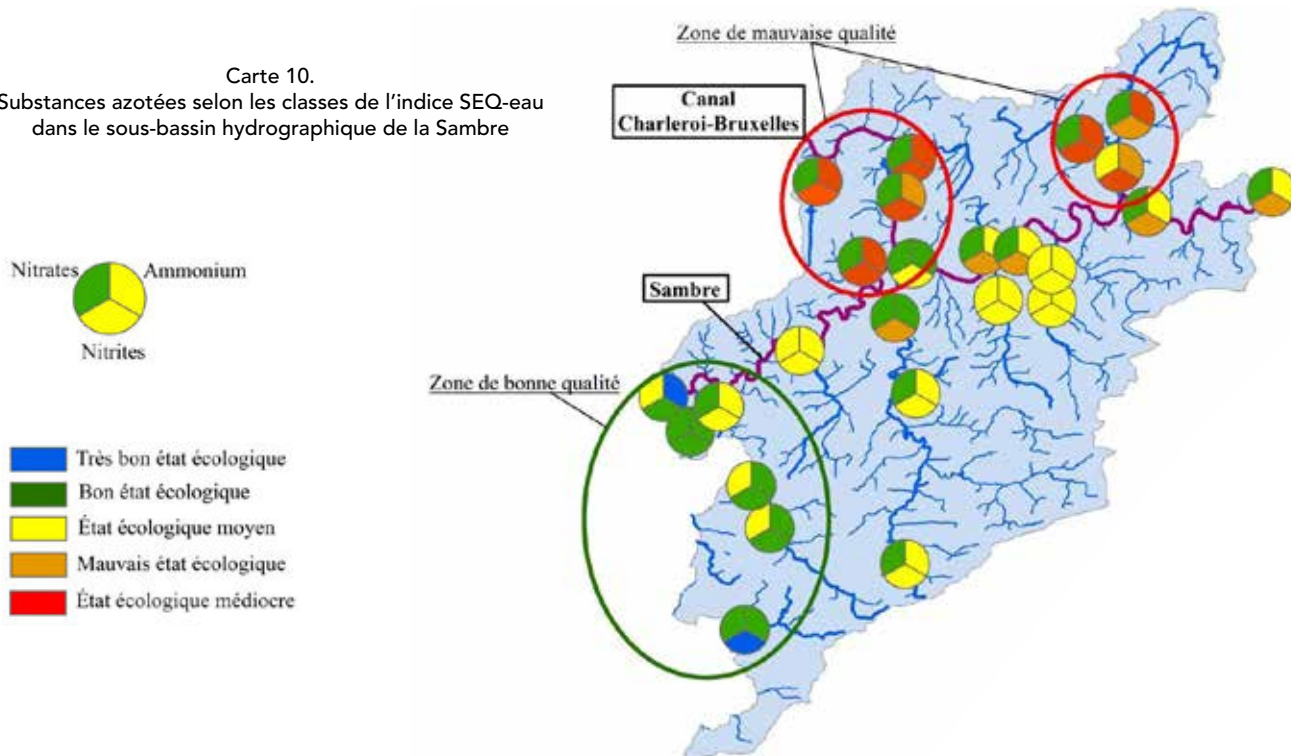 Carte 10.
Substances azotées selon les classes de l'indice SEQ-eau
dans le sous-bassin hydrographique de la Sambre
Zone de mauvaise qualité
Canal
Charleroi-Bruxelles
Nitrates
Ammonium
Nitrites
Sambre
Zone de bonne qualité
Très bon état écologique
Bon état écologique
État écologique moyen
Mauvais état écologique
État écologique médiocre